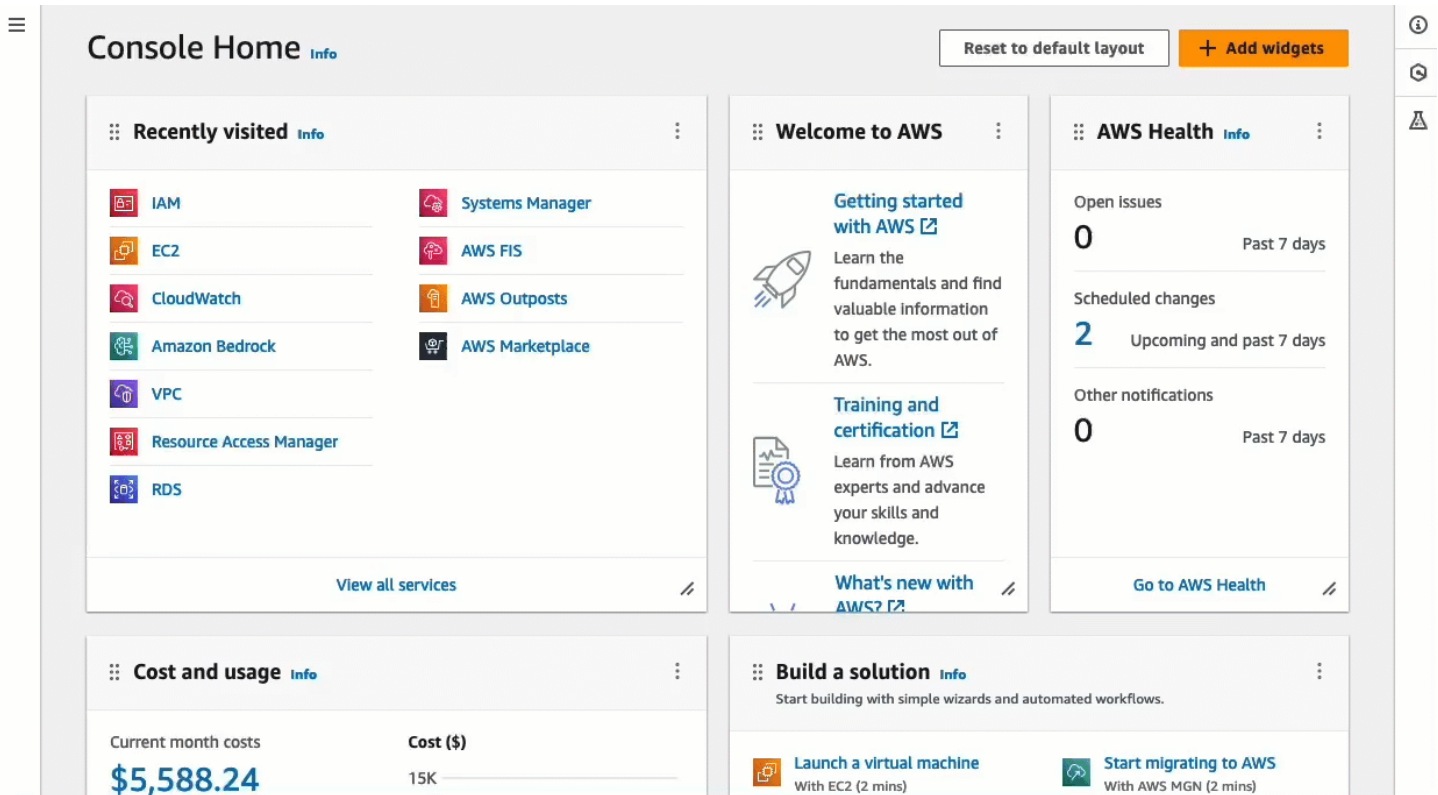 Console Home Info
Reset to default layout
Add widgets
Recently visited Info
IAM
EC2
CloudWatch
Amazon Bedrock
VPC
Resource Access Manager
RDS
Systems Manager
AWS FIS
AWS Outposts
AWS Marketplace
View all services
Welcome to AWS
Getting started
with AWS
Learn the
fundamentals and find
valuable information
to get the most out of
AWS.
Training and
certification
Learn from AWS
experts and advance
your skills and
knowledge.
What's new with
AWS?
AWS Health Info
Open issues
0 Past 7 days
Scheduled changes
2 Upcoming and past 7 days
Other notifications
0 Past 7 days
Go to AWS Health
Cost and usage Info
Current month costs
$5,588.24
Cost ($)
15K
Build a solution Info
Start building with simple wizards and automated workflows.
Launch a virtual machine
With EC2 (2 mins)
Start migrating to AWS
With AWS MGN (2 mins)